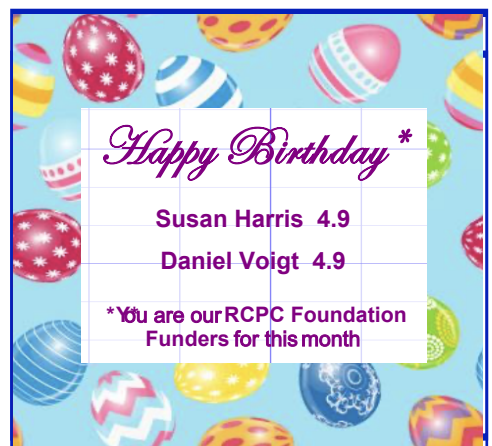 Happy Birthday*
Susan Harris 4.9
Daniel Voigt 4.9
*You are our RCPC Foundation
Funders for this month